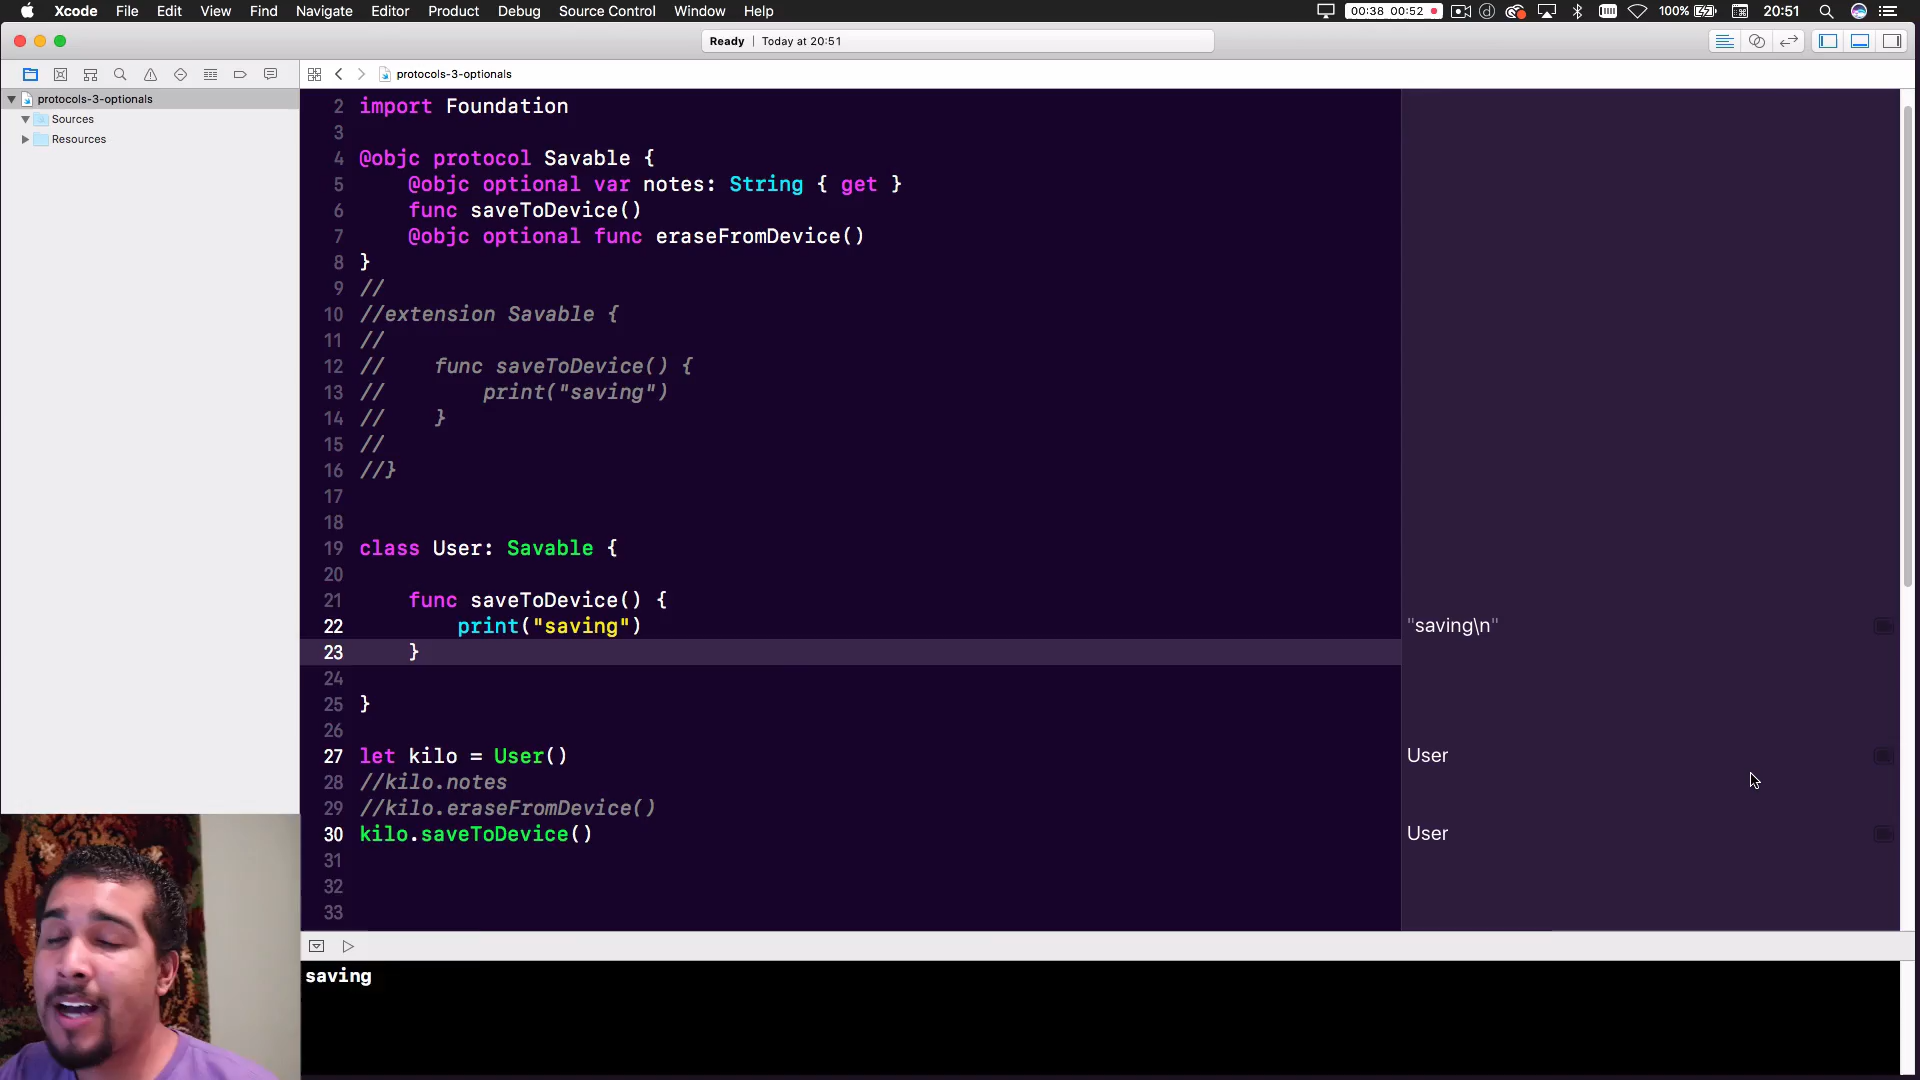 Xcode File Edit View Find Navigate Editor Product Debug Source Control Window Help
00:38 00:52 100% 20:51
Ready | Today at 20:51
protocols-3-optionals
protocols-3-optionals
Sources
Resources
2 import Foundation
3
4 @objc protocol Savable {
5 @objc optional var notes: String { get }
6 func saveToDevice()
7 @objc optional func eraseFromDevice()
8 }
9 //
10 //extension Savable {
11 //
12 // func saveToDevice() {
13 // print("saving")
14 // }
15 //
16 //}
17
18
19 class User: Savable {
20
21 func saveToDevice() {
22 print("saving")
"saving\n"
23 }
24
25 }
26
27 let kilo = User()
User
28 //kilo.notes
29 //kilo.eraseFromDevice()
30 kilo.saveToDevice()
User
31
32
33
saving